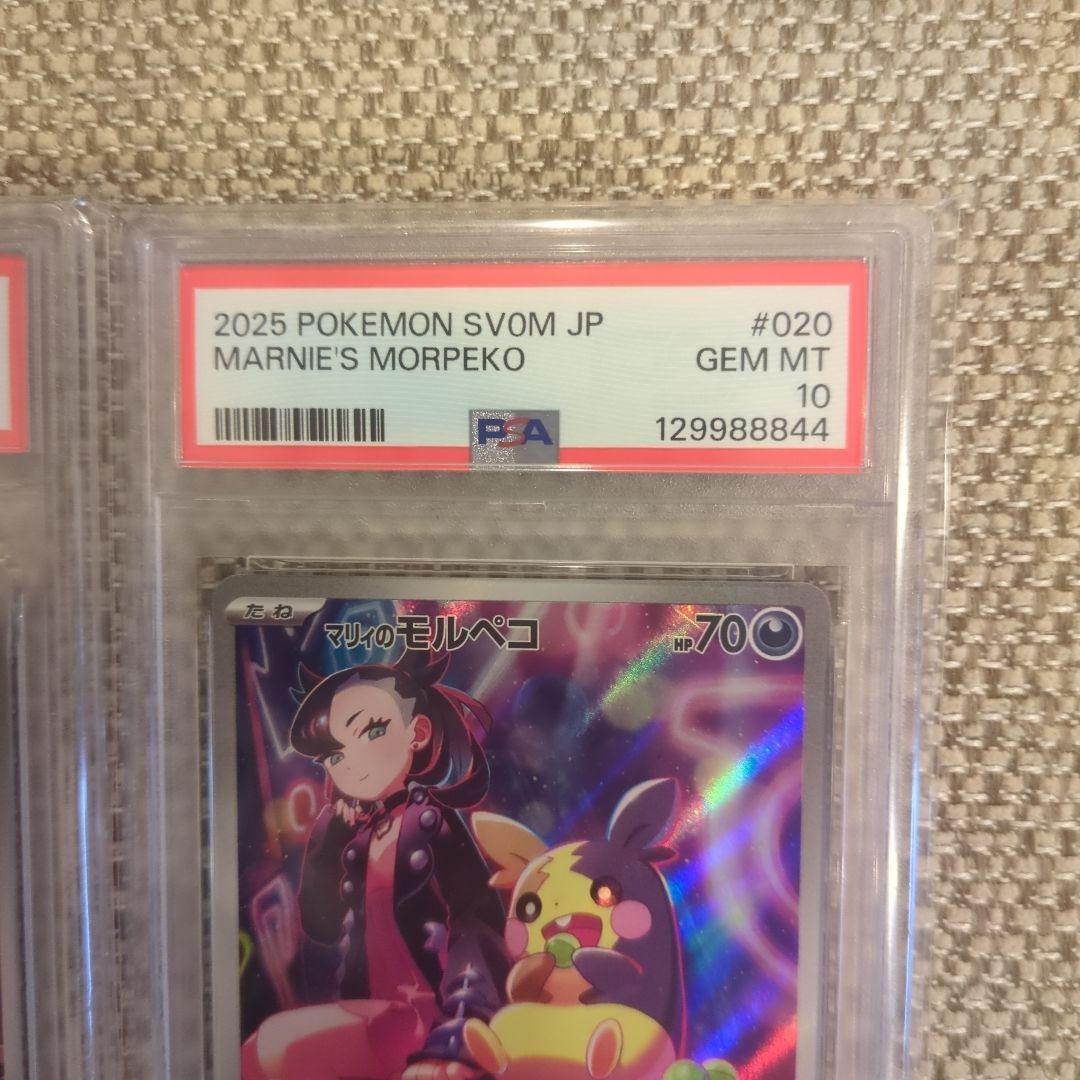 2025 POKEMON SV0M JP #020
MARNIE'S MORPEKO GEM MT
10
PSA 129988844
たね
マリィのモルペコ HP70